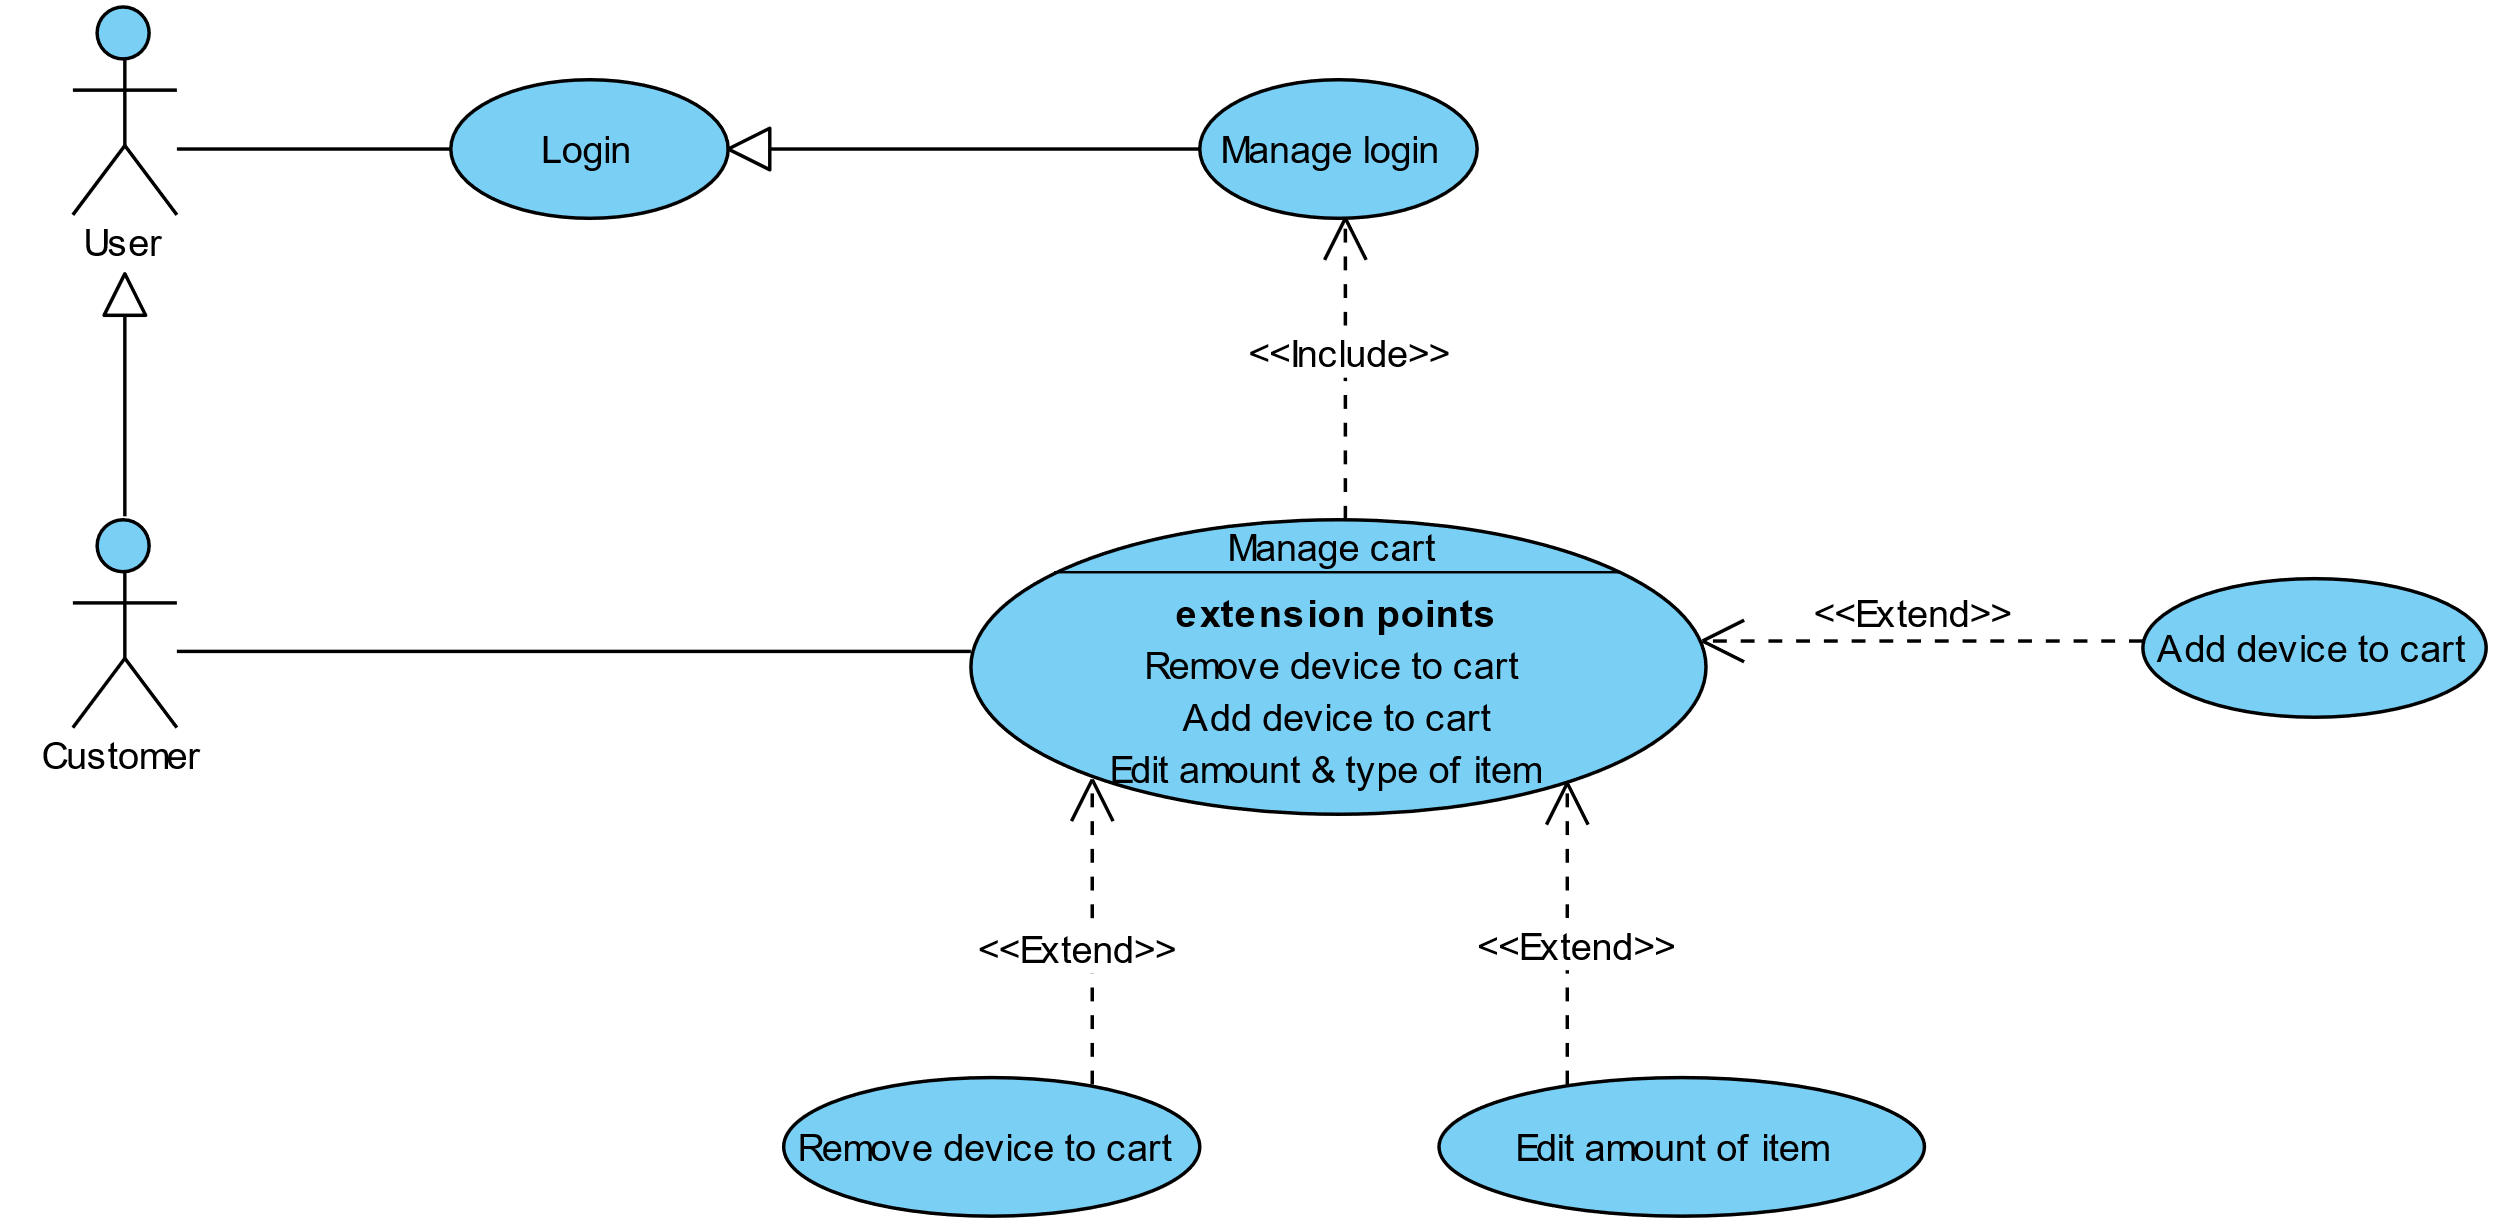 Login
Manage login
User
<<Include>>
Manage cart
extension points
Remove device to cart
Add device to cart
Edit amount & type of item
<<Extend>>
Add device to cart
Customer
<<Extend>>
<<Extend>>
Remove device to cart
Edit amount of item